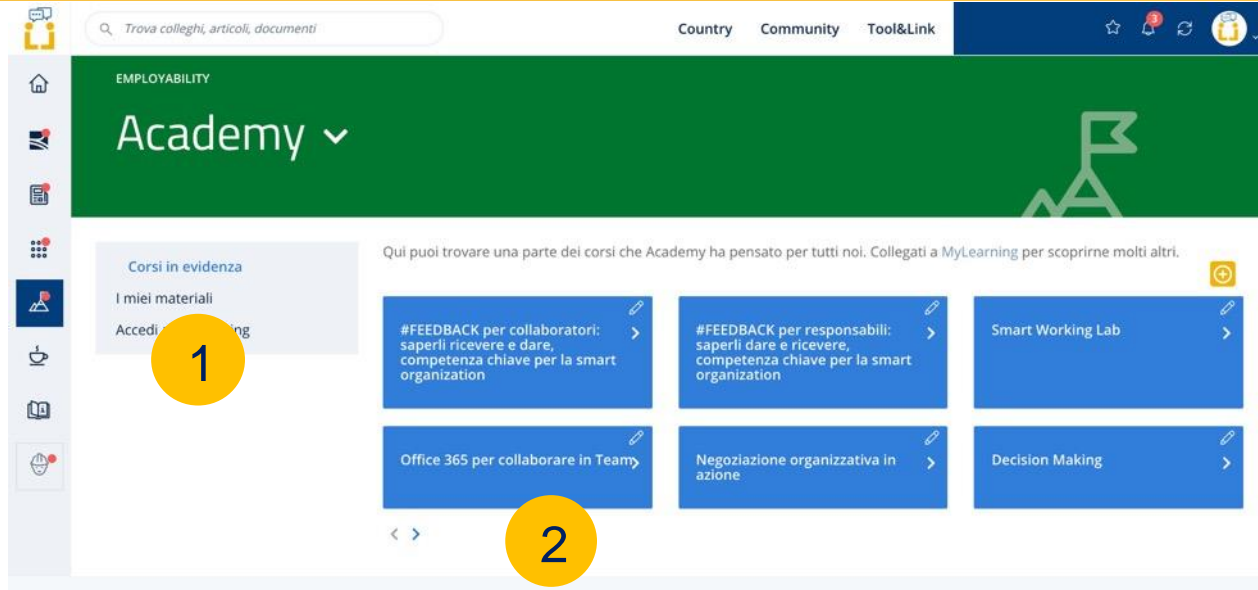 Trova colleghi, articoli, documenti
Country Community Tool&Link
3
EMPLOYABILITY
Academy
Corsi in evidenza
I miei materiali
Accedi
1
Qui puoi trovare una parte dei corsi che Academy ha pensato per tutti noi. Collegati a MyLearning per scoprirne molti altri.
#FEEDBACK per collaboratori:
saperli ricevere e dare,
competenza chiave per la smart
organization
#FEEDBACK per responsabili:
saperli dare e ricevere,
competenza chiave per la smart
organization
Smart Working Lab
Office 365 per collaborare in Team
Negoziazione organizzativa in
azione
Decision Making
2